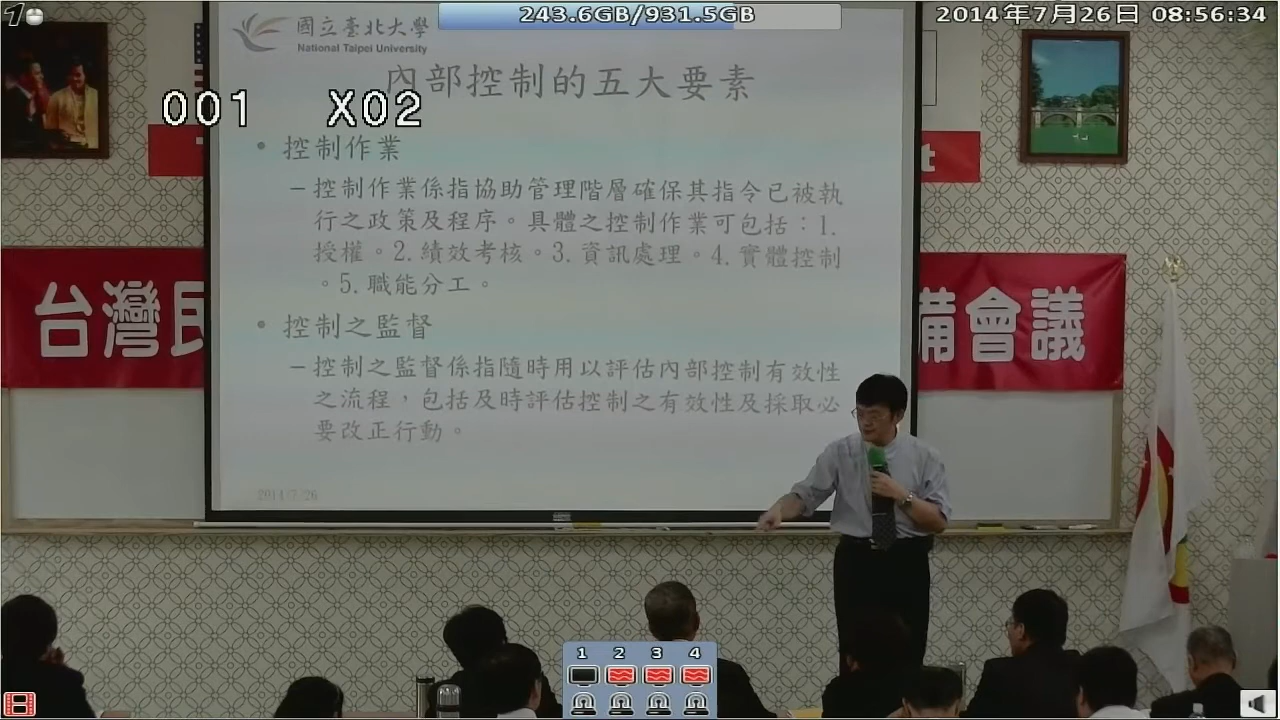 243.6GB/931.5GB
2014年7月26日 08:56:34
國立臺北大學
National Taipei University
內部控制的五大要素
001 X02
• 控制作業
– 控制作業係指協助管理階層確保其指令已被執
行之政策及程序。具體之控制作業可包括：1.
授權。2.績效考核。3.資訊處理。4.實體控制
。5.職能分工。
• 控制之監督
– 控制之監督係指隨時用以評估內部控制有效性
之流程，包括及時評估控制之有效性及採取必
要改正行動。
2014/7/26
台灣
備會議
1 2 3 4